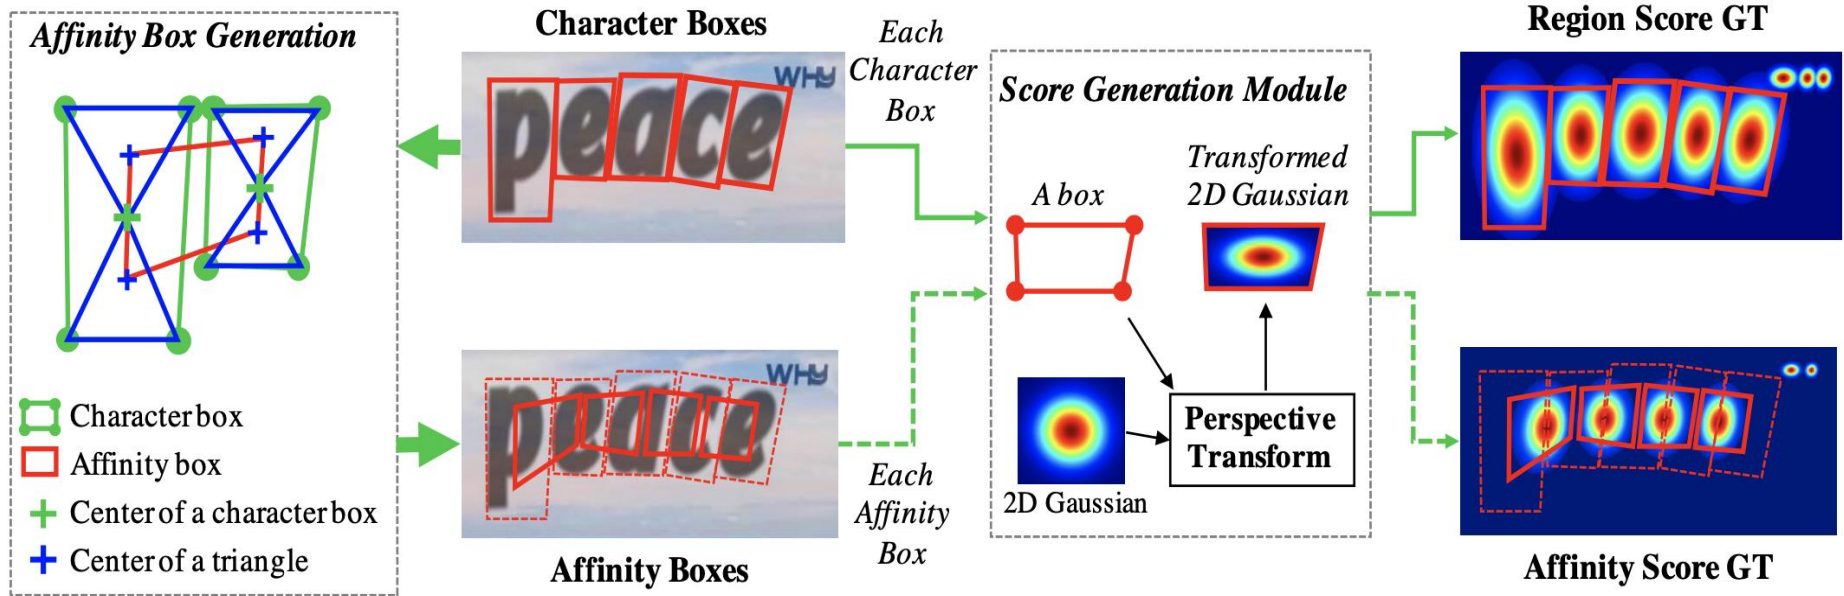 Affinity Box Generation
Character box
Affinity box
Center of a character box
Center of a triangle
Character Boxes
peace
WHY
peace
WHY
Affinity Boxes
Each
Character
Box
Each
Affinity
Box
Score Generation Module
A box
Transformed
2D Gaussian
2D Gaussian
Perspective
Transform
Region Score GT
Affinity Score GT